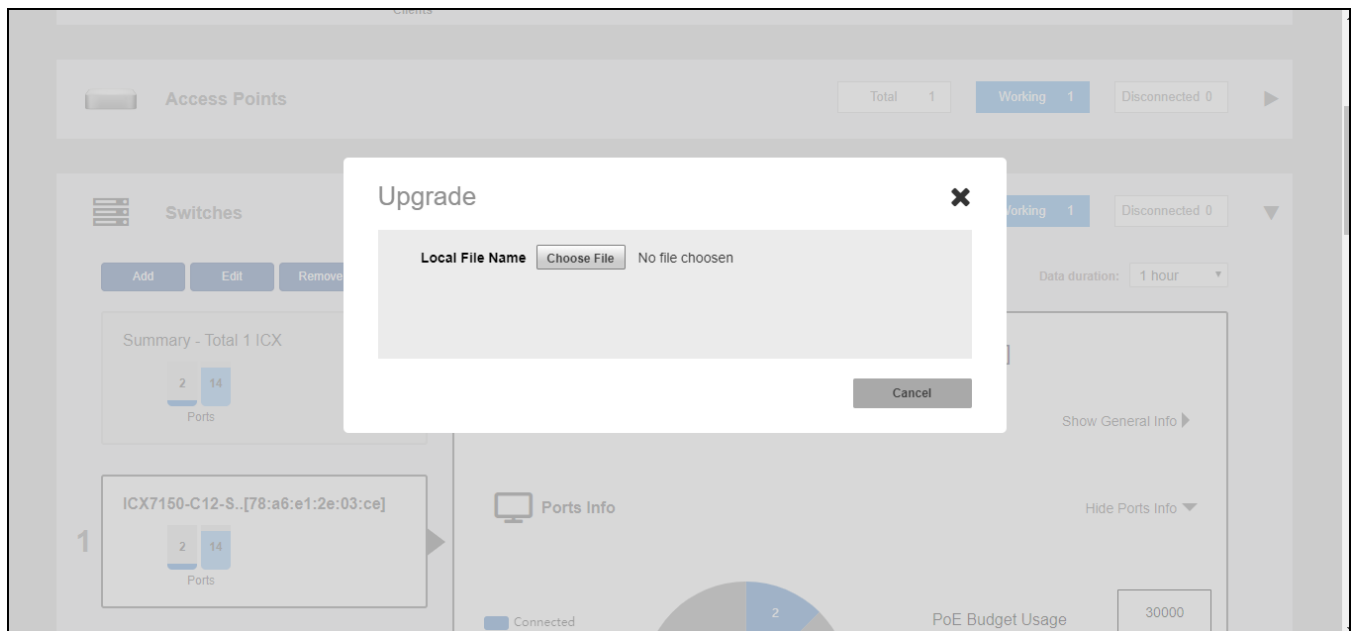 Clients
Access Points
Total 1
Working 1
Disconnected 0
Switches
Working 1
Disconnected 0
Upgrade
Local File Name Choose File No file choosen
Cancel
Add Edit Remove
Data duration: 1 hour
Summary - Total 1 ICX
2 14
Ports
]
Show General Info
1
ICX7150-C12-S..[78:a6:e1:2e:03:ce]
2 14
Ports
Ports Info
Hide Ports Info
Connected
2
PoE Budget Usage
30000